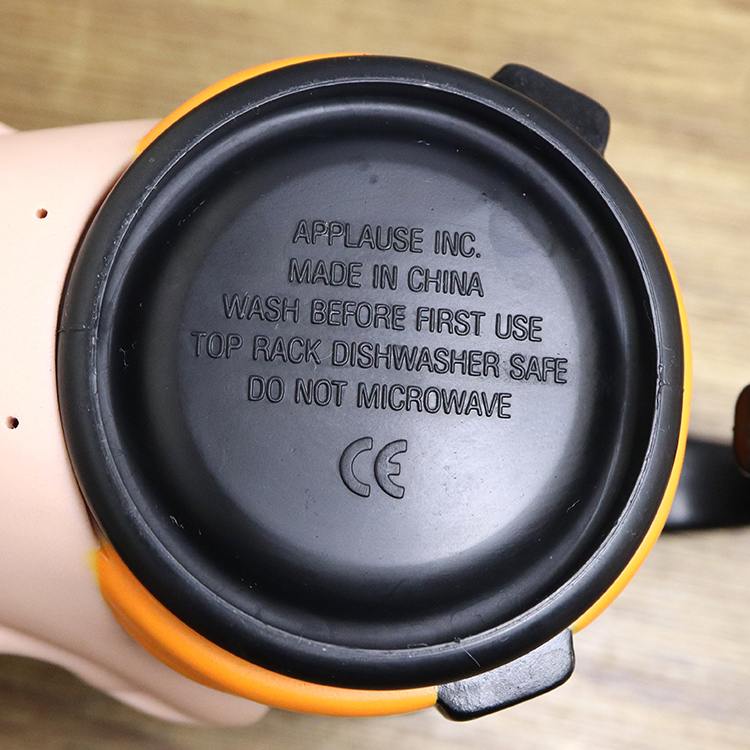 APPLAUSE INC.
MADE IN CHINA
WASH BEFORE FIRST USE
TOP RACK DISHWASHER SAFE
DO NOT MICROWAVE
CE